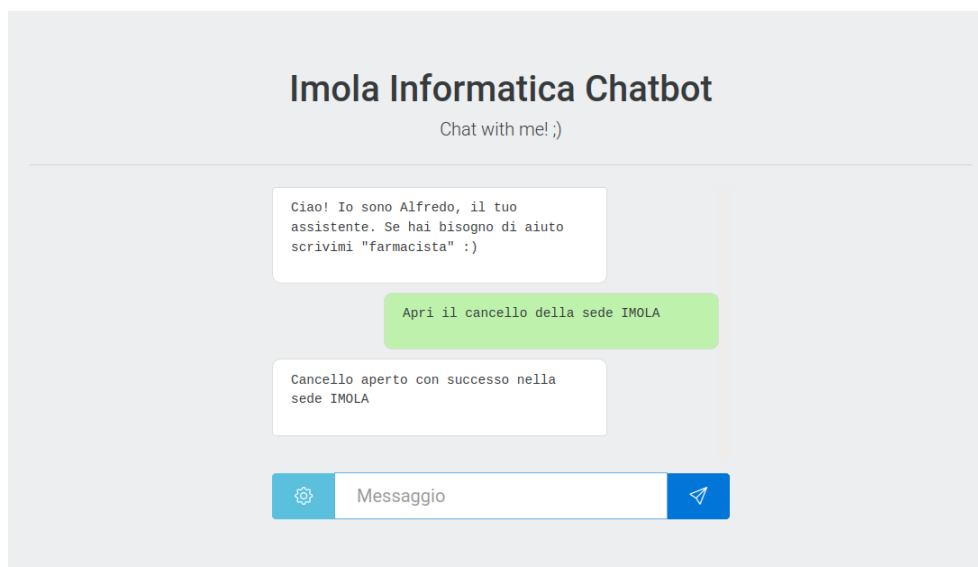 Imola Informatica Chatbot
Chat with me! ;)
Ciao! Io sono Alfredo, il tuo
assistente. Se hai bisogno di aiuto
scrivimi "farmacista" :)
Apri il cancello della sede IMOLA
Cancello aperto con successo nella
sede IMOLA
Messaggio